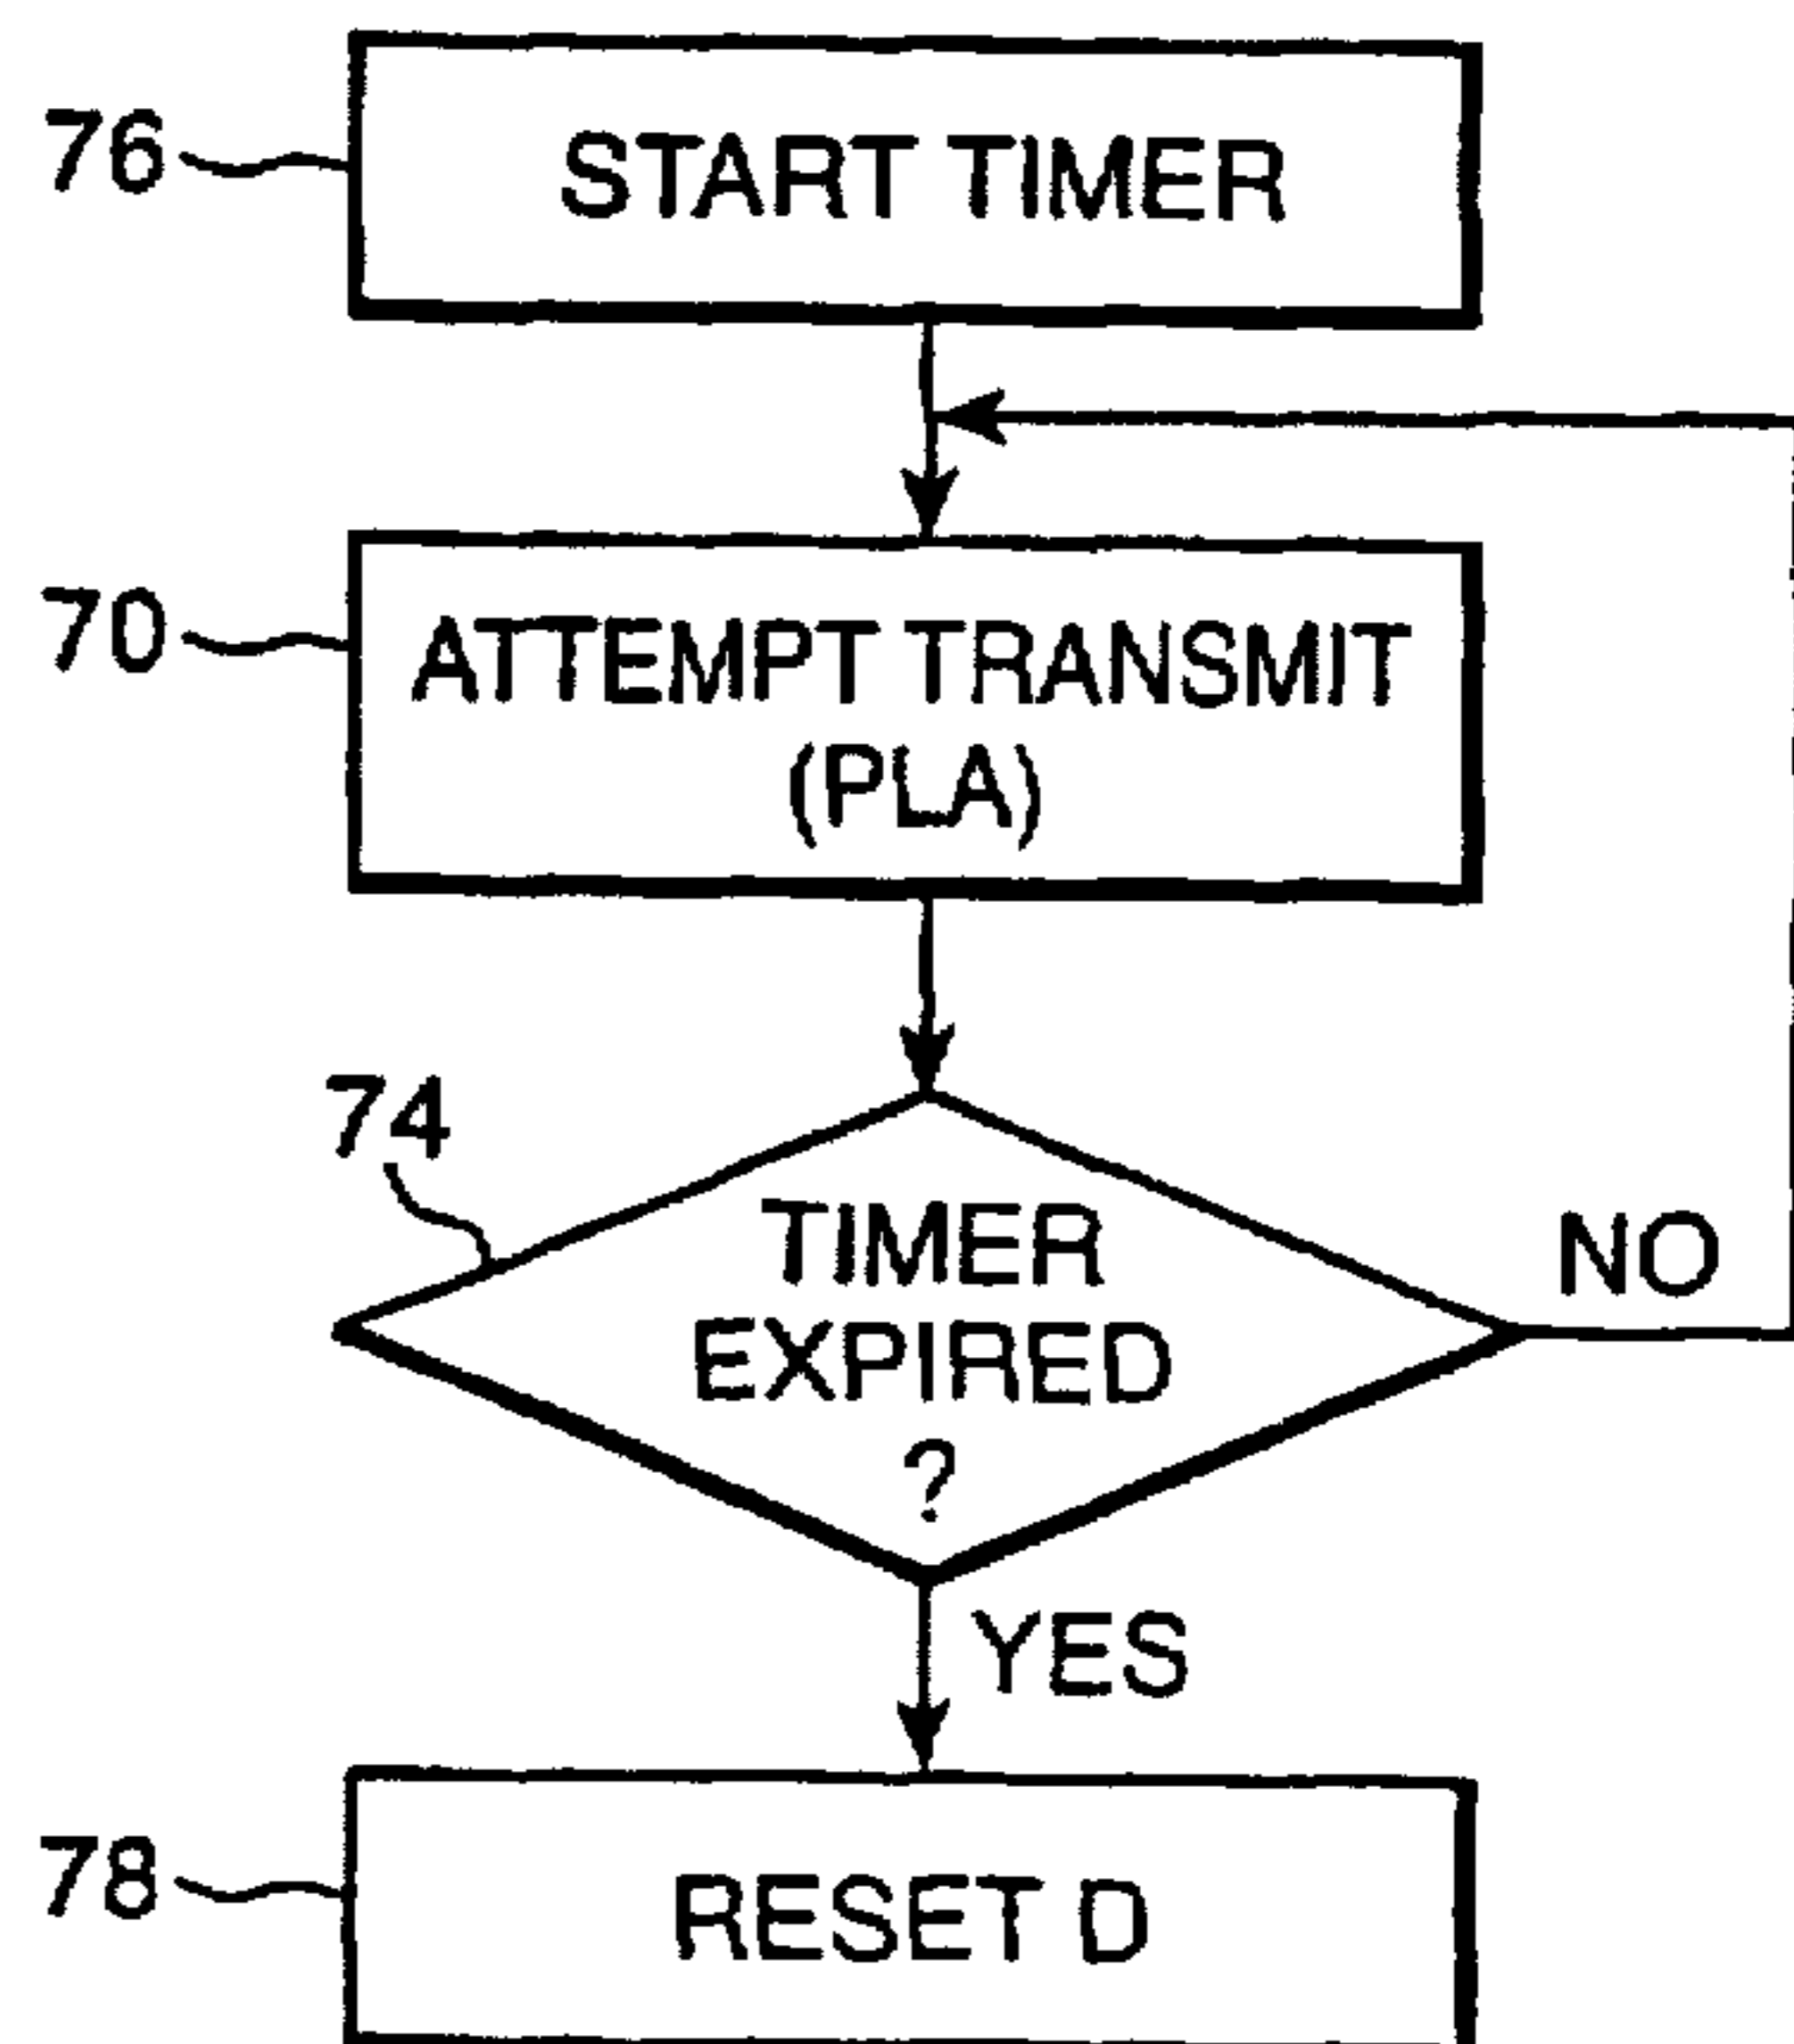 76
START TIMER
70
ATTEMPT TRANSMIT
(PLA)
74
TIMER
EXPIRED
?
NO
YES
78
RESET D